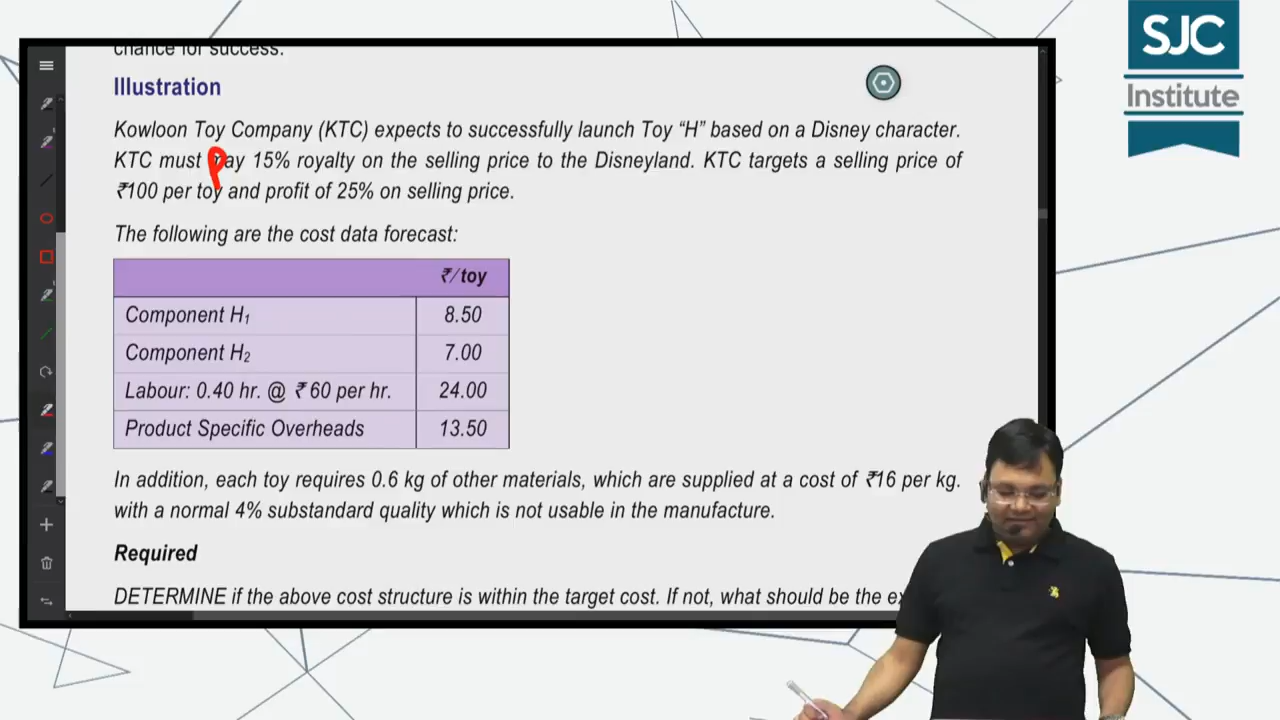 SJC
Institute
chance for success.
Illustration
Kowloon Toy Company (KTC) expects to successfully launch Toy “H” based on a Disney character.
KTC must pay 15% royalty on the selling price to the Disneyland. KTC targets a selling price of
₹100 per toy and profit of 25% on selling price.
The following are the cost data forecast:
₹/toy
Component H1 8.50
Component H2 7.00
Labour: 0.40 hr. @ ₹ 60 per hr. 24.00
Product Specific Overheads 13.50
In addition, each toy requires 0.6 kg of other materials, which are supplied at a cost of ₹16 per kg.
with a normal 4% substandard quality which is not usable in the manufacture.
Required
DETERMINE if the above cost structure is within the target cost. If not, what should be the